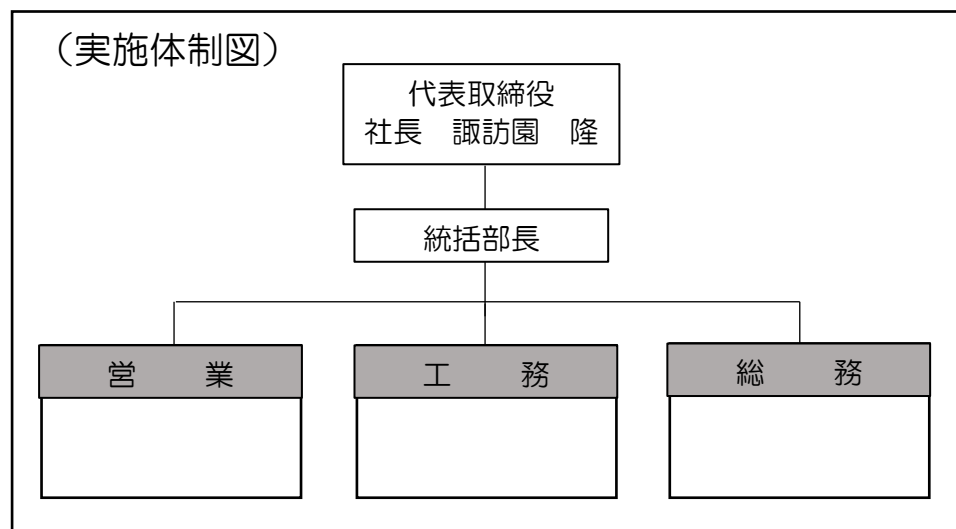 （実施体制図）
代表取締役
社長　諏訪園　隆
統括部長
営　業
工　務
総　務